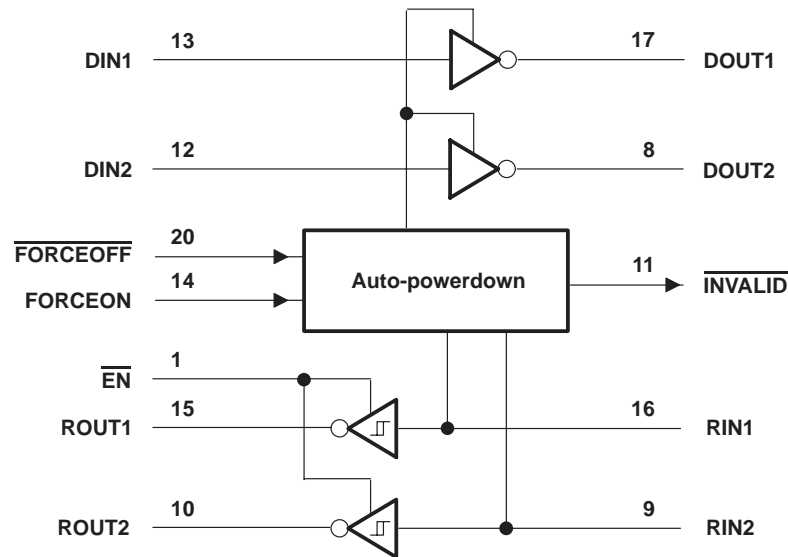 DIN1 13 17 DOUT1
DIN2 12 8 DOUT2
FORCEOFF 20
Auto-powerdown
11 INVALID
FORCEON 14
EN 1
ROUT1 15 16 RIN1
ROUT2 10 9 RIN2